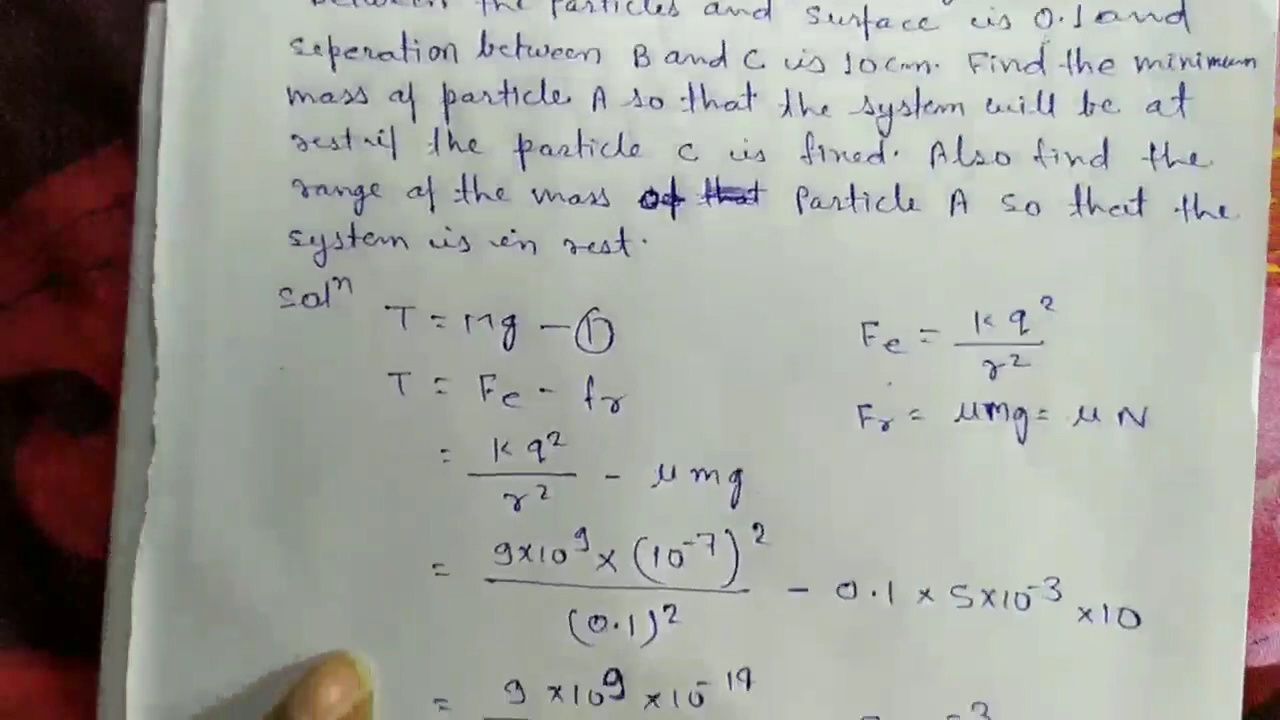 between the particles and surface is 0.1 and
seperation between B and C is 10cm. Find the minimum
mass of particle A so that the system will be at
rest if the particle C is fixed. Also find the
range of the mass of that Particle A so that the
system is in rest.
Solⁿ
T = Mg — ①
Fe = kq²/r²
T = Fe - fr
Fr = μmg = μN
= kq²/r² - μmg
= 9×10⁹×(10⁻⁷)²/(0.1)² - 0.1 × 5×10⁻³ ×10
= 9×10⁹×10⁻¹⁴